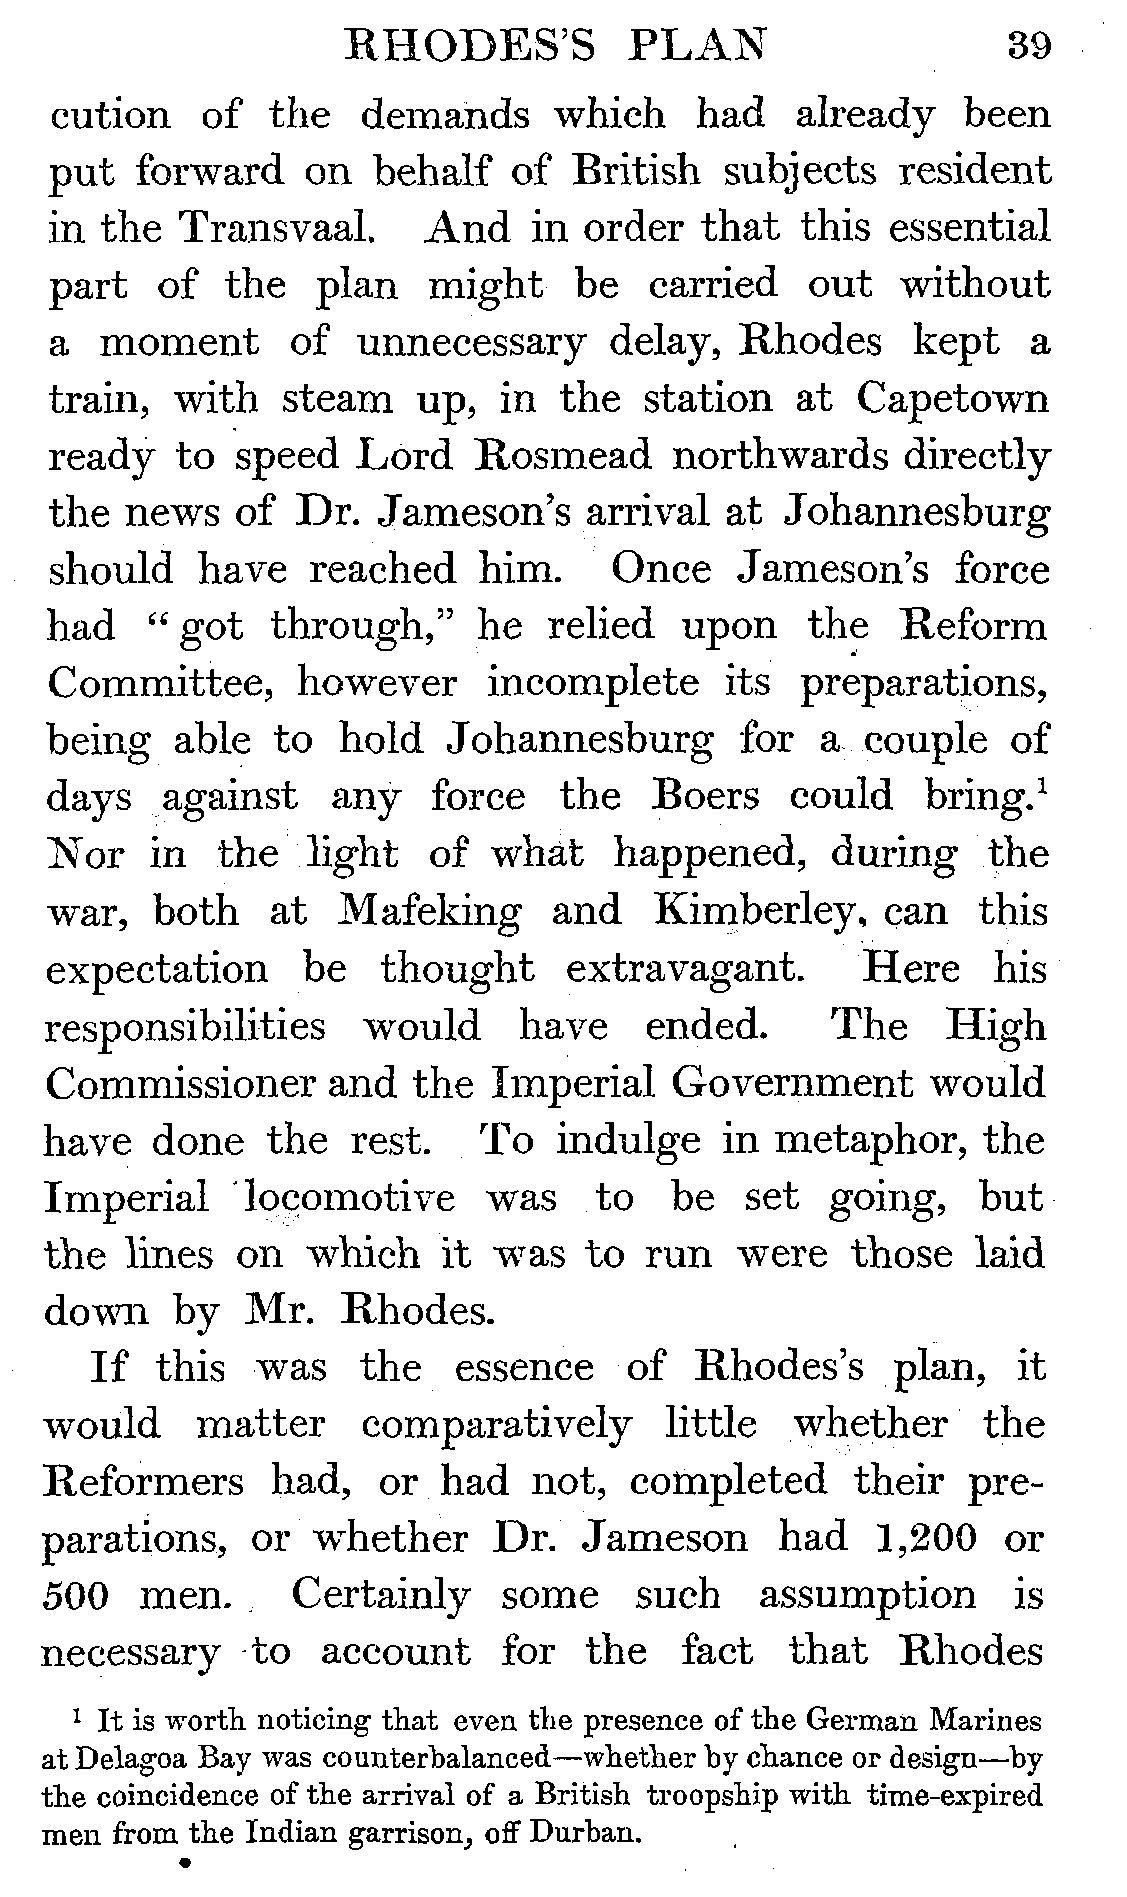 RHODES'S PLAN 39
cution of the demands which had already been
put forward on behalf of British subjects resident
in the Transvaal. And in order that this essential
part of the plan might be carried out without
a moment of unnecessary delay, Rhodes kept a
train, with steam up, in the station at Capetown
ready to speed Lord Rosmead northwards directly
the news of Dr. Jameson's arrival at Johannesburg
should have reached him. Once Jameson's force
had “got through,” he relied upon the Reform
Committee, however incomplete its preparations,
being able to hold Johannesburg for a couple of
days against any force the Boers could bring.¹
Nor in the light of what happened, during the
war, both at Mafeking and Kimberley, can this
expectation be thought extravagant. Here his
responsibilities would have ended. The High
Commissioner and the Imperial Government would
have done the rest. To indulge in metaphor, the
Imperial locomotive was to be set going, but
the lines on which it was to run were those laid
down by Mr. Rhodes.
If this was the essence of Rhodes's plan, it
would matter comparatively little whether the
Reformers had, or had not, completed their pre-
parations, or whether Dr. Jameson had 1,200 or
500 men. Certainly some such assumption is
necessary to account for the fact that Rhodes
¹ It is worth noticing that even the presence of the German Marines
at Delagoa Bay was counterbalanced—whether by chance or design—by
the coincidence of the arrival of a British troopship with time-expired
men from the Indian garrison, off Durban.